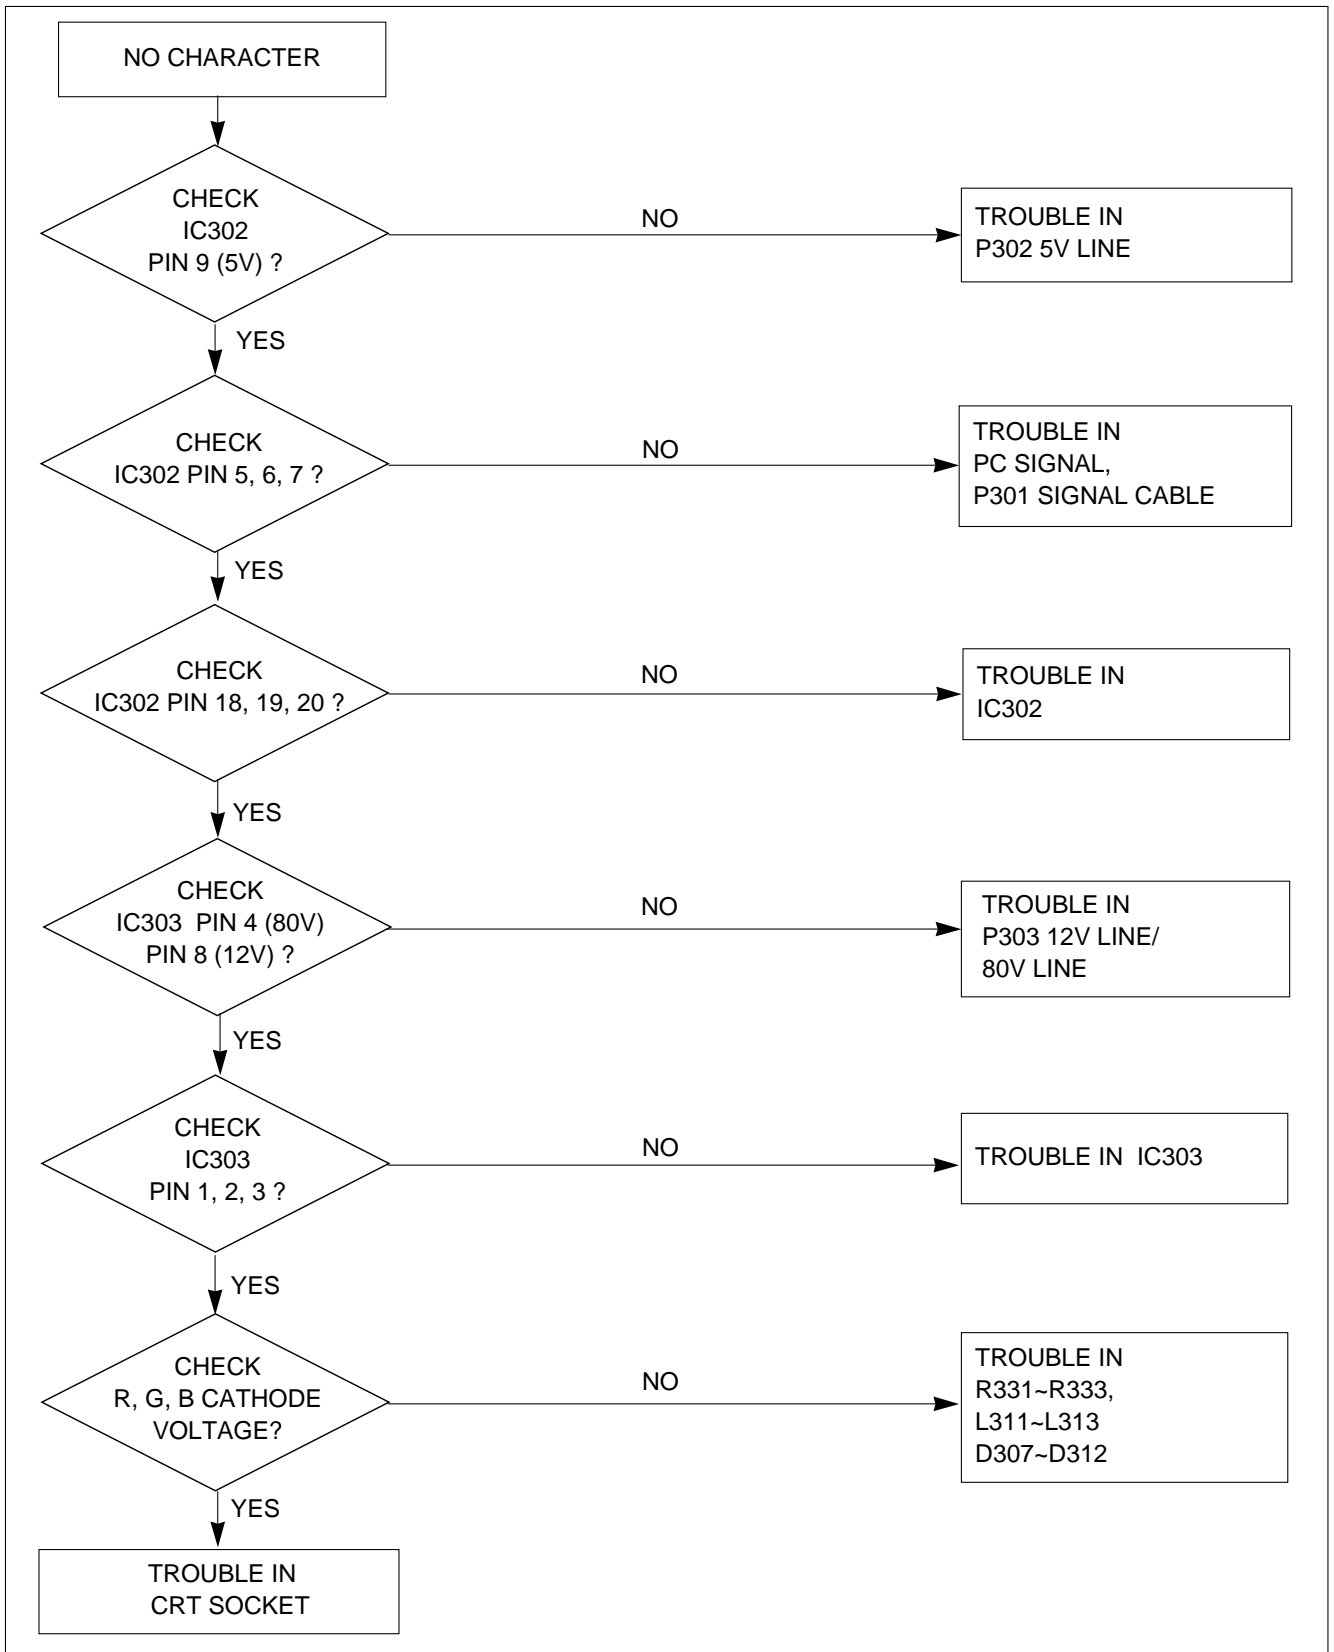 NO CHARACTER
CHECK
IC302
PIN 9 (5V) ?
NO
TROUBLE IN
P302 5V LINE
YES
CHECK
IC302 PIN 5, 6, 7 ?
NO
TROUBLE IN
PC SIGNAL,
P301 SIGNAL CABLE
YES
CHECK
IC302 PIN 18, 19, 20 ?
NO
TROUBLE IN
IC302
YES
CHECK
IC303 PIN 4 (80V)
PIN 8 (12V) ?
NO
TROUBLE IN
P303 12V LINE/
80V LINE
YES
CHECK
IC303
PIN 1, 2, 3 ?
NO
TROUBLE IN IC303
YES
CHECK
R, G, B CATHODE
VOLTAGE?
NO
TROUBLE IN
R331~R333,
L311~L313
D307~D312
YES
TROUBLE IN
CRT SOCKET